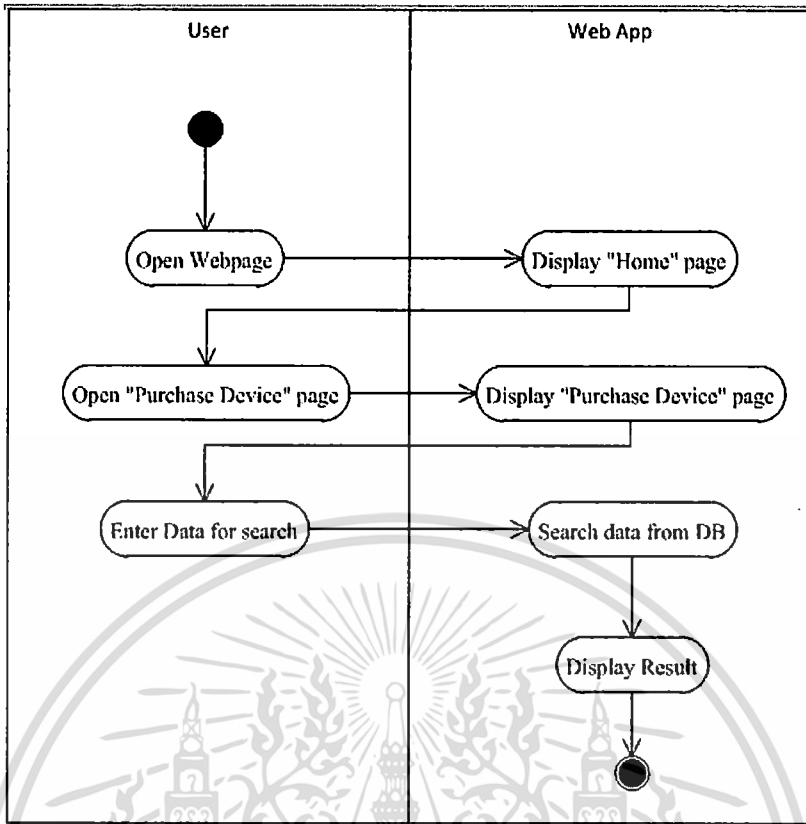 User
Web App
Open Webpage
Display "Home" page
Open "Purchase Device" page
Display "Purchase Device" page
Enter Data for search
Search data from DB
Display Result